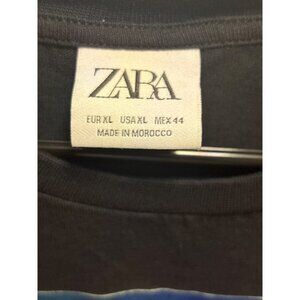 ZARA
EUR XL USA XL MEX 44
MADE IN MOROCCO